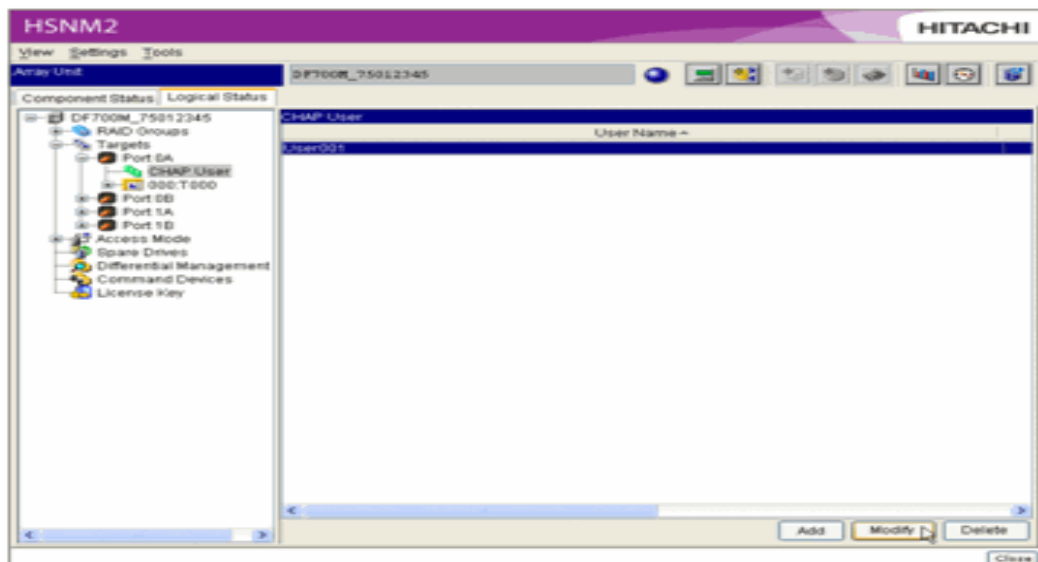 HSNM2
HITACHI
View Settings Tools
Array Unit
DF700M_75012345
Component Status Logical Status
DF700M_75012345
RAID Groups
Targets
Port 0A
CHAP User
000:T000
Port 0B
Port 1A
Port 1B
Access Mode
Spare Drives
Differential Management
Command Devices
License Key
CHAP User
User Name
User001
Add Modify Delete
Close